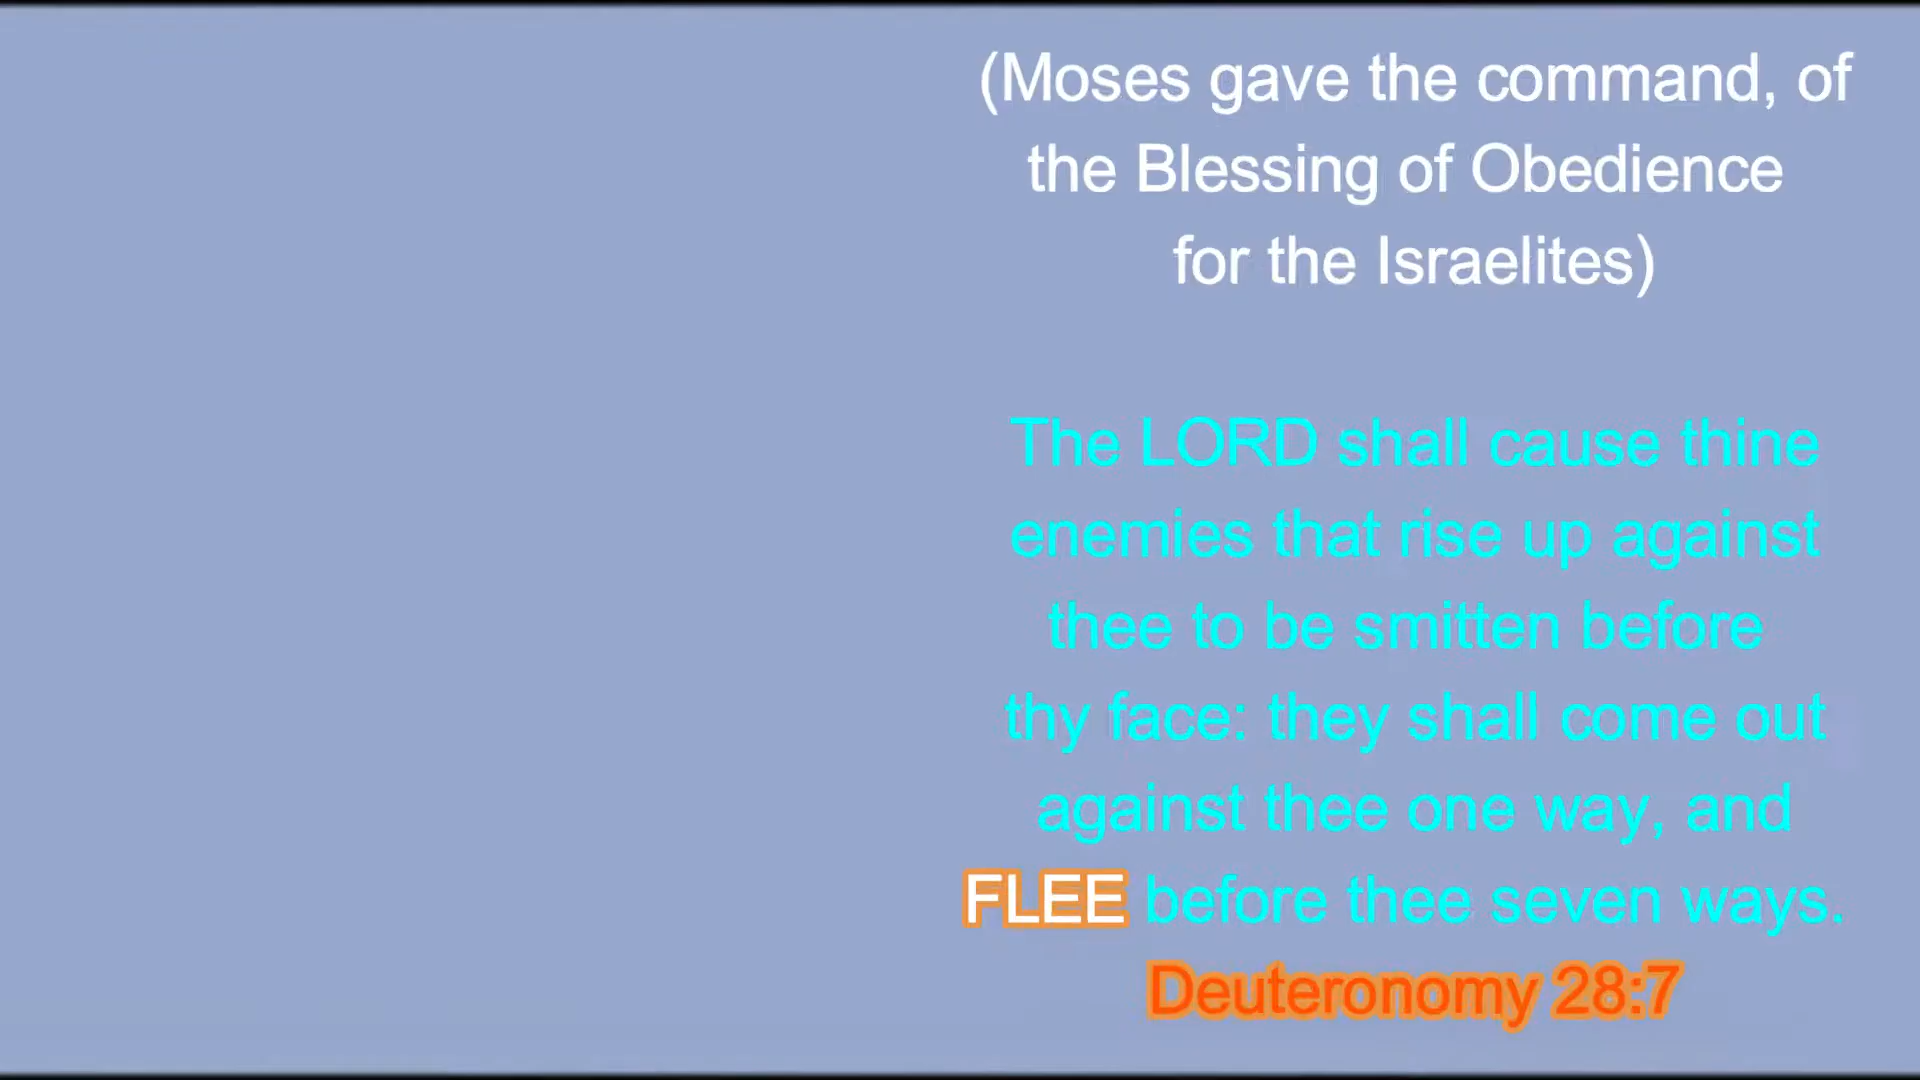 (Moses gave the command, of
the Blessing of Obedience
for the Israelites)
The LORD shall cause thine
enemies that rise up against
thee to be smitten before
thy face: they shall come out
against thee one way, and
FLEE before thee seven ways.
Deuteronomy 28:7